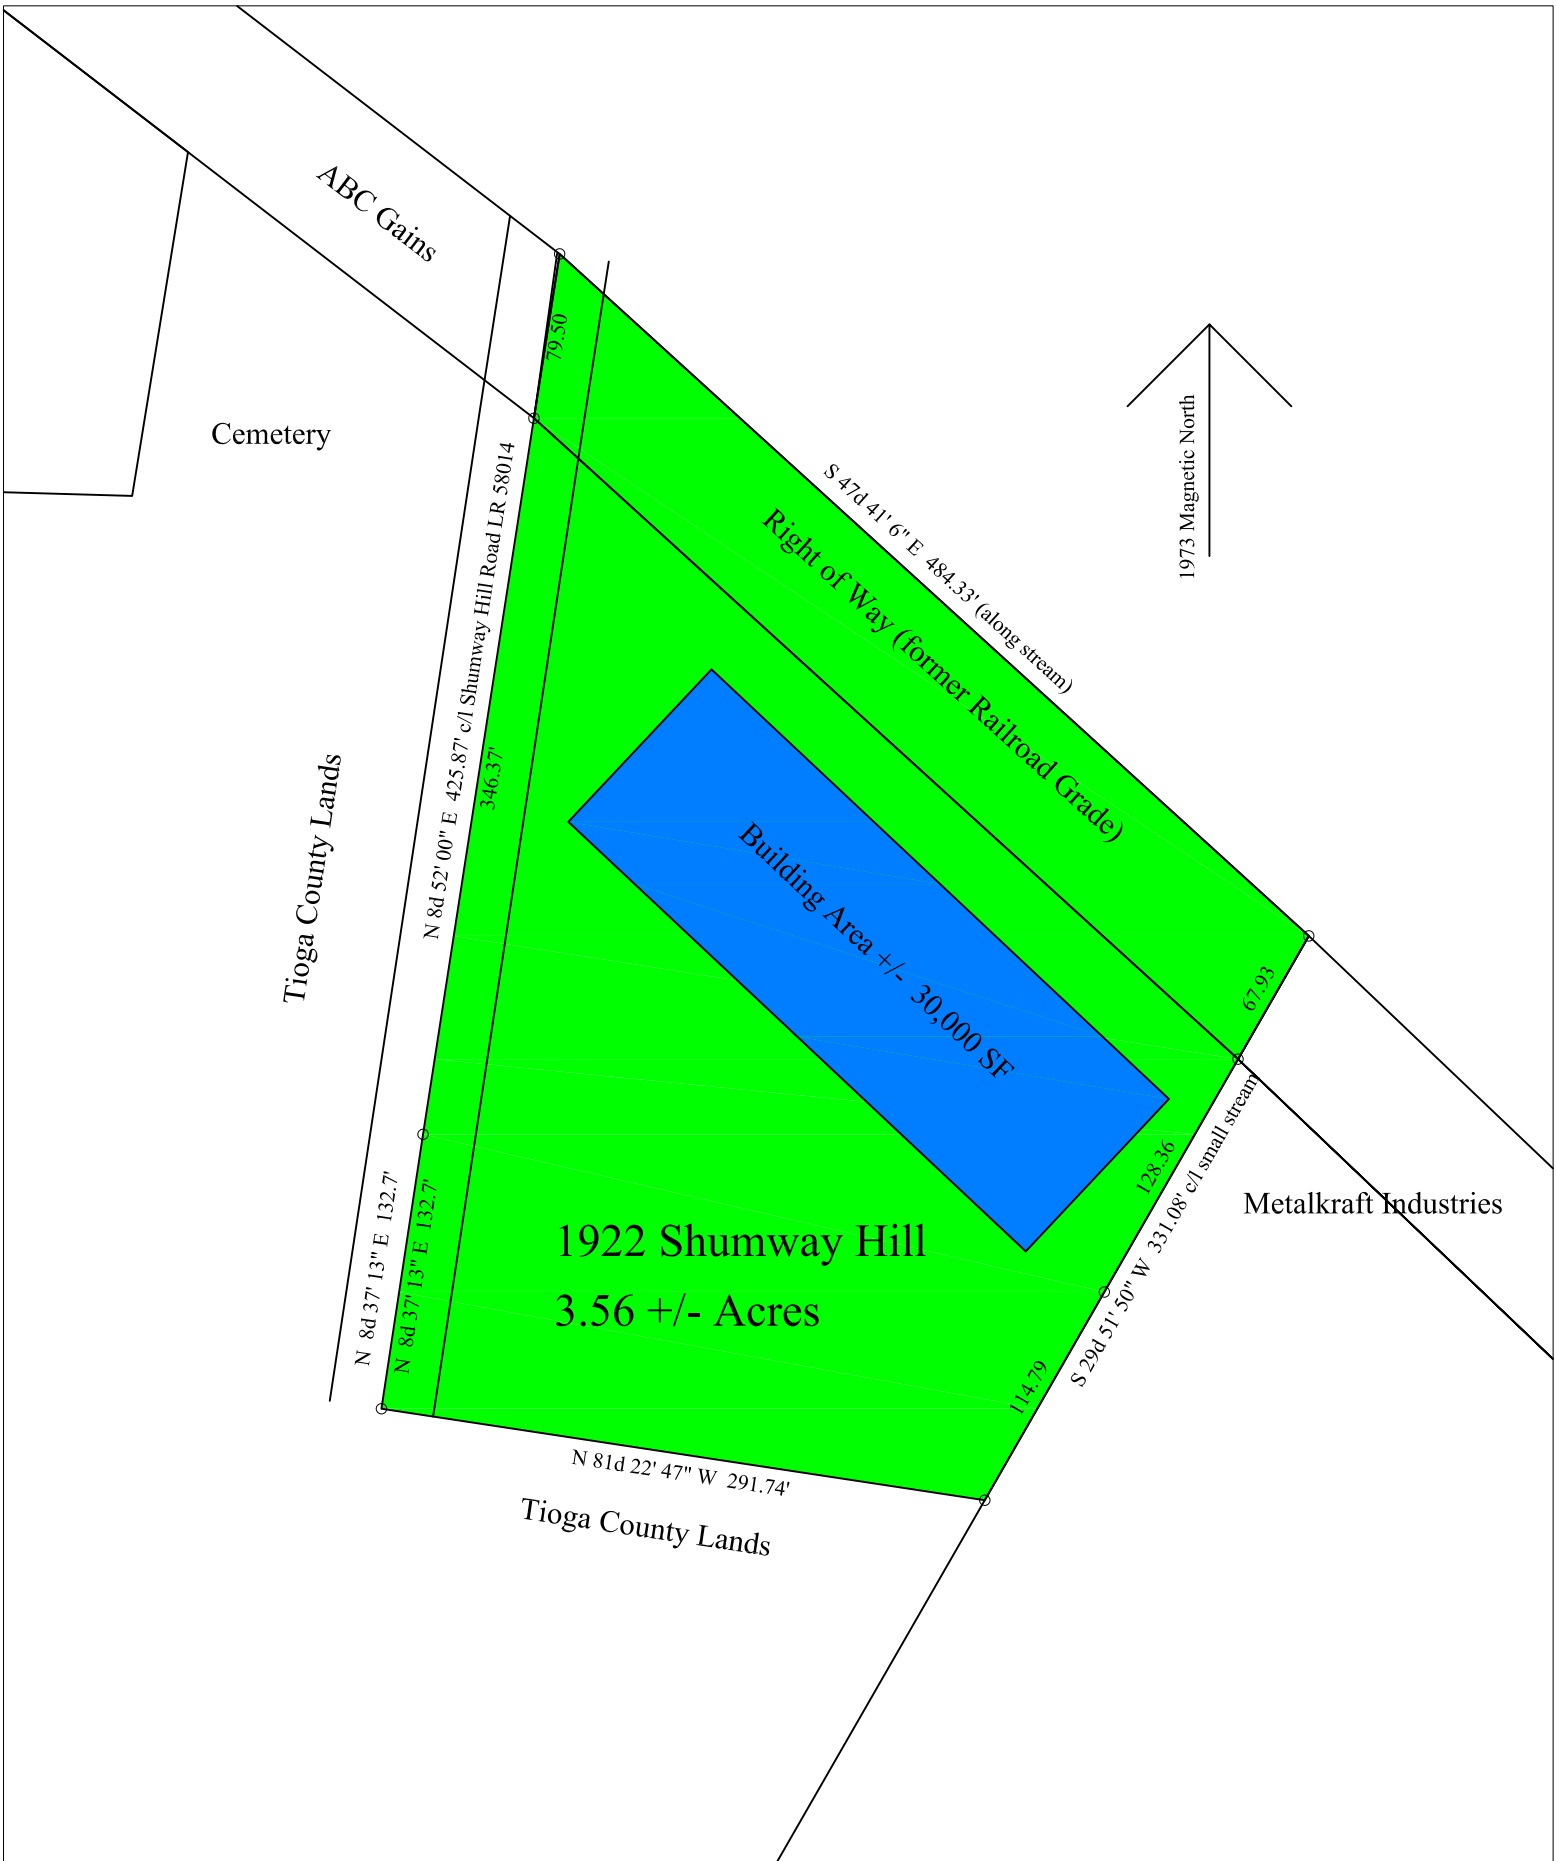 ABC Gains
79.50
Cemetery
1973 Magnetic North
S 47d 41' 6" E  484.33' (along stream)
Right of Way (former Railroad Grade)
N 8d 52' 00" E  425.87' c/l Shumway Hill Road LR 58014
346.37'
Tioga County Lands
Building Area +/-  30,000 SF
67.93
128.36
Metalkraft Industries
S 29d 51' 50" W  331.08' c/l small stream
N  8d 37' 13" E  132.7'
N  8d 37' 13" E  132.7'
1922 Shumway Hill
3.56 +/- Acres
114.79
N 81d 22' 47" W  291.74'
Tioga County Lands